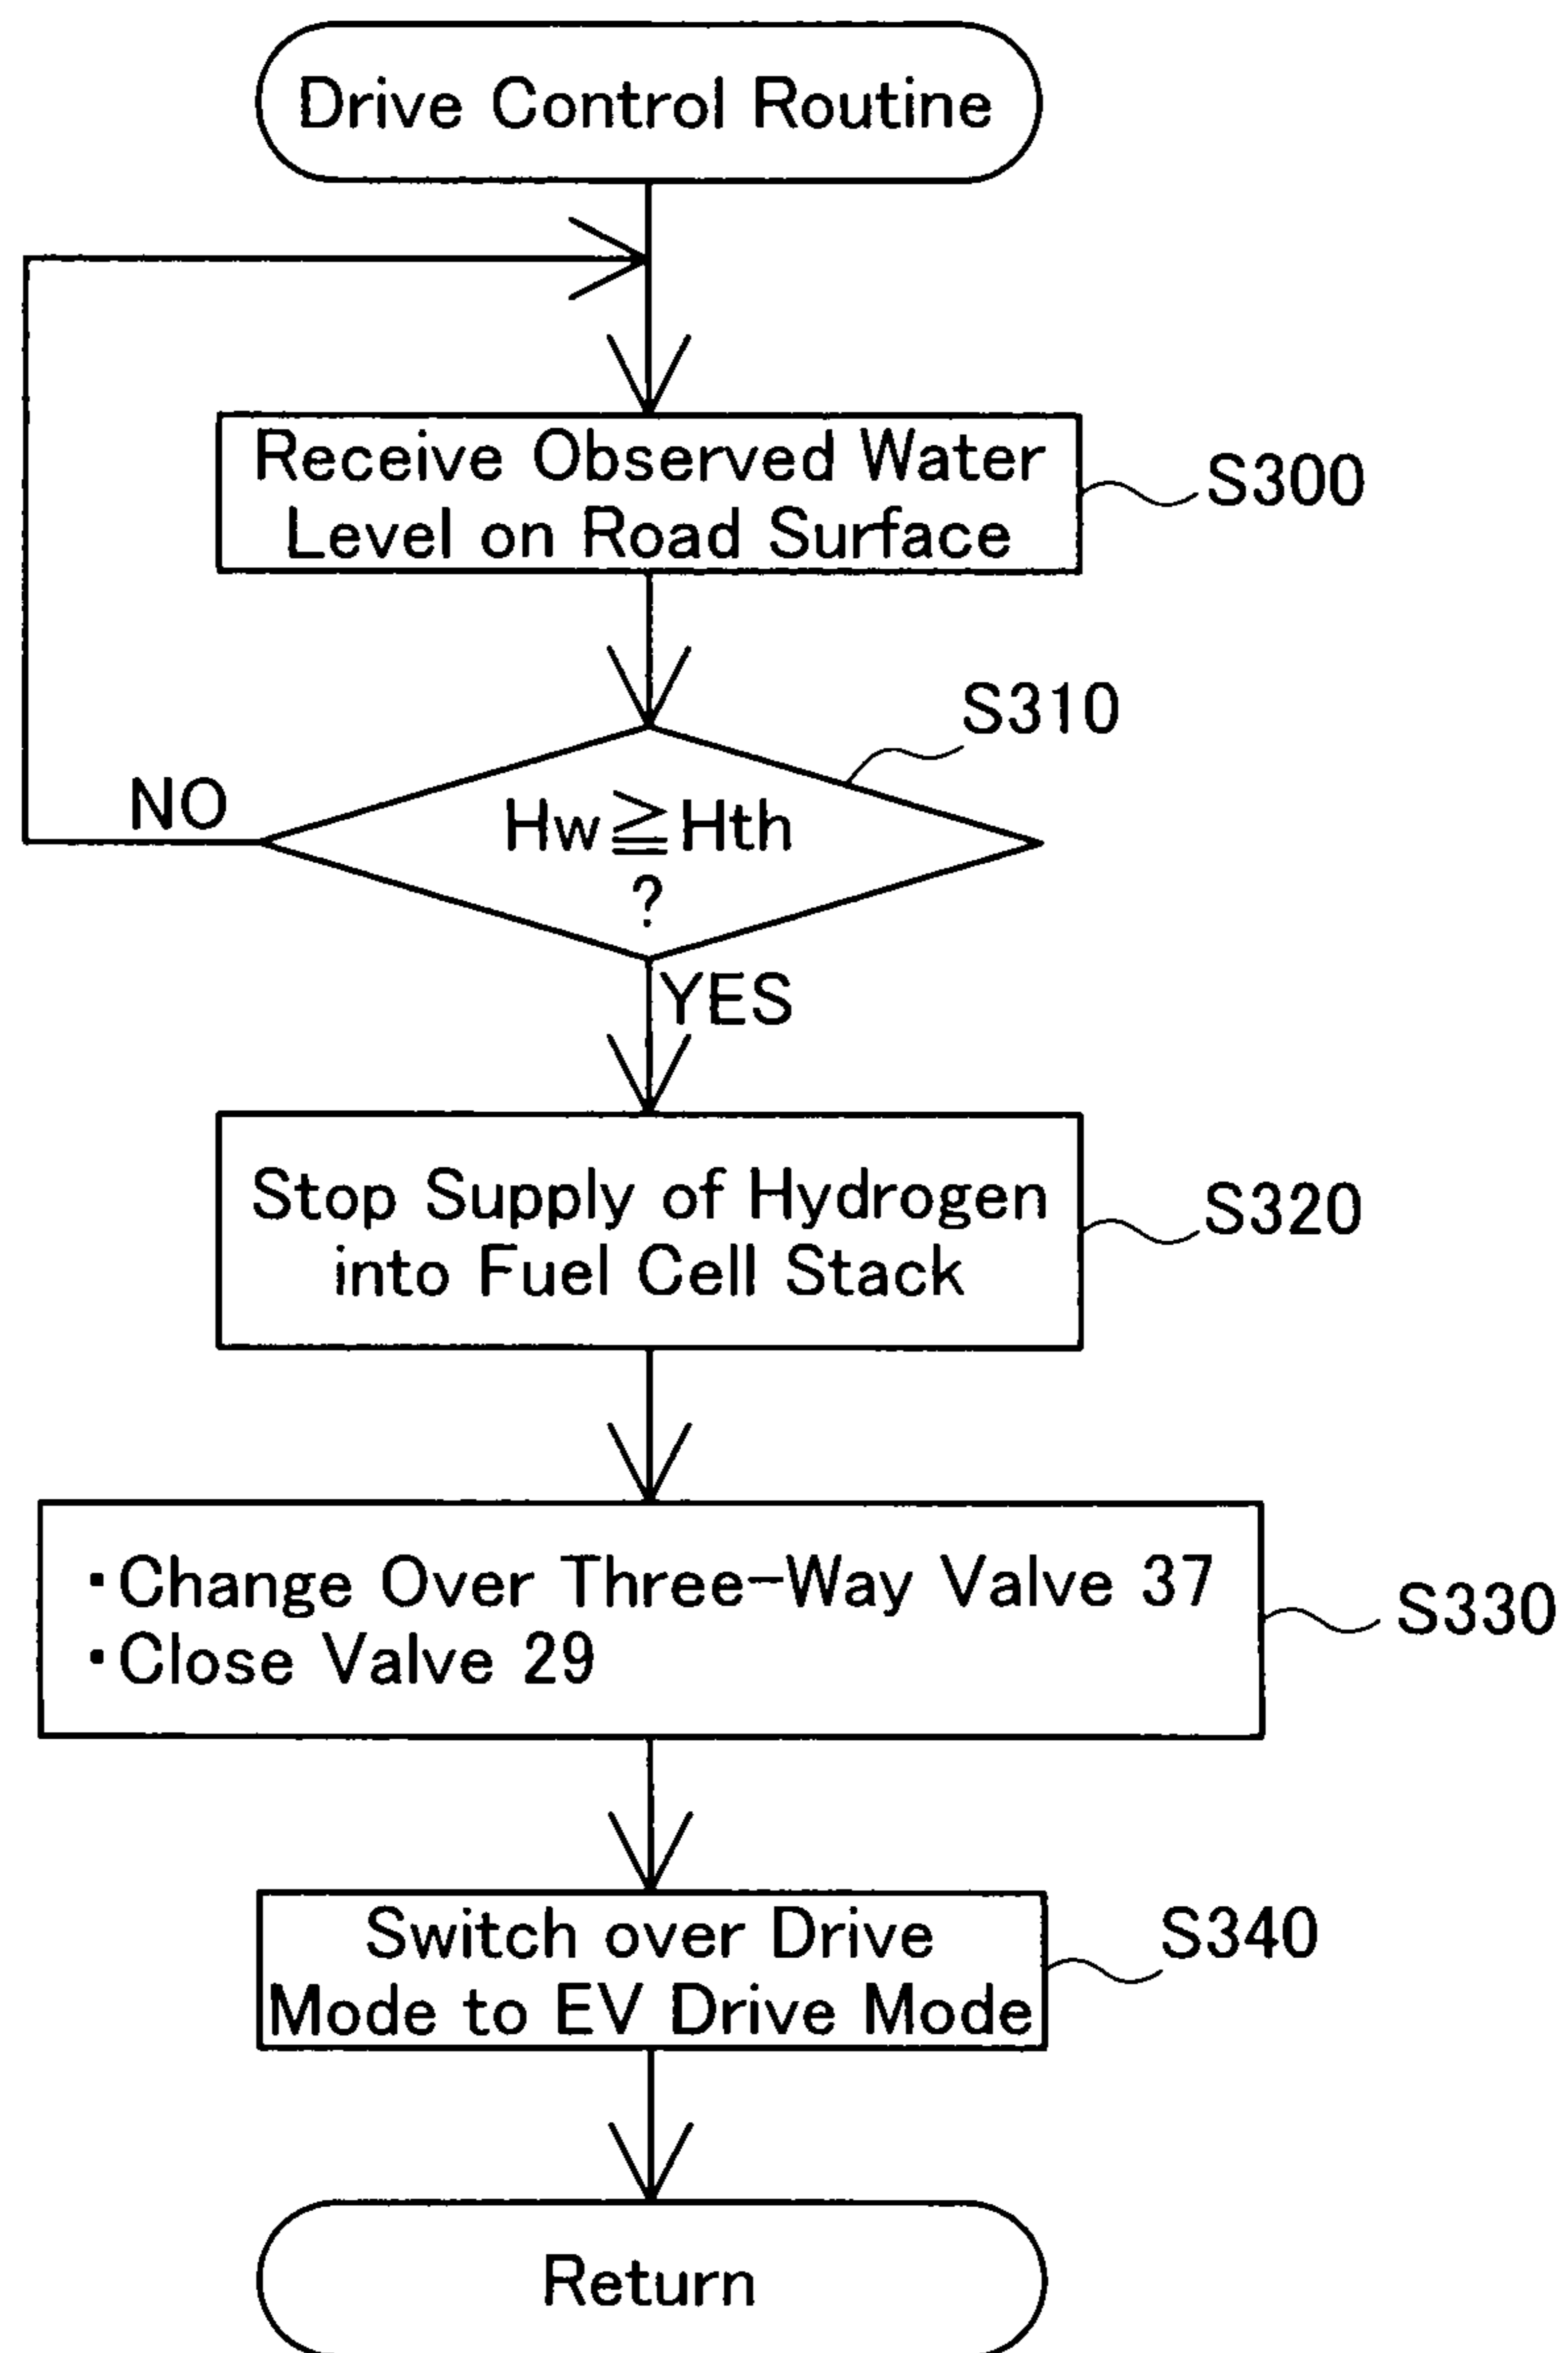 Drive Control Routine
Receive Observed Water
Level on Road Surface
S300
S310
Hw≧Hth
?
NO
YES
Stop Supply of Hydrogen
into Fuel Cell Stack
S320
・Change Over Three-Way Valve 37
・Close Valve 29
S330
Switch over Drive
Mode to EV Drive Mode
S340
Return